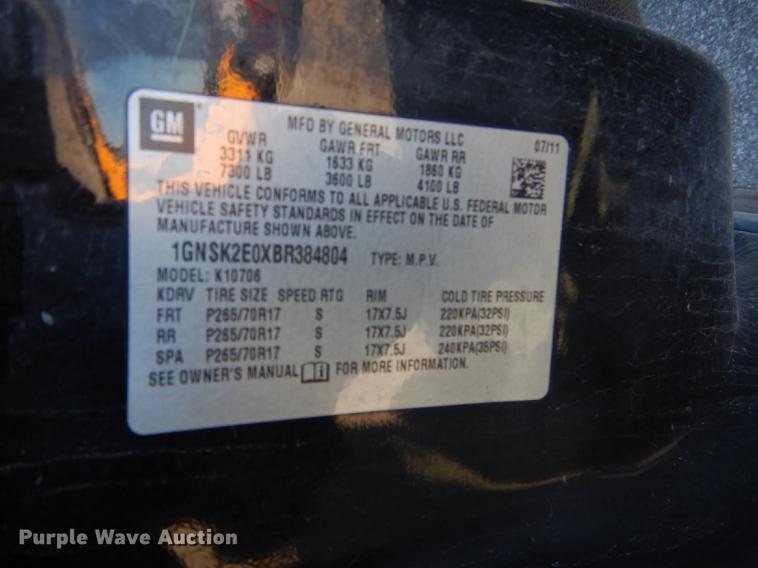 GM ® MFD BY GENERAL MOTORS LLC 07/11
GVWR GAWR FRT GAWR RR
3311 KG 1633 KG 1860 KG
7300 LB 3600 LB 4100 LB
THIS VEHICLE CONFORMS TO ALL APPLICABLE U.S. FEDERAL MOTOR
VEHICLE SAFETY STANDARDS IN EFFECT ON THE DATE OF
MANUFACTURE SHOWN ABOVE.
1GNSK2E0XBR384804 TYPE: M.P.V.
MODEL: K10706
KDRV TIRE SIZE SPEED RTG RIM COLD TIRE PRESSURE
FRT P265/70R17 S 17X7.5J 220KPA(32PSI)
RR P265/70R17 S 17X7.5J 220KPA(32PSI)
SPA P265/70R17 S 17X7.5J 240KPA(35PSI)
SEE OWNER'S MANUAL FOR MORE INFORMATION.
Purple Wave Auction